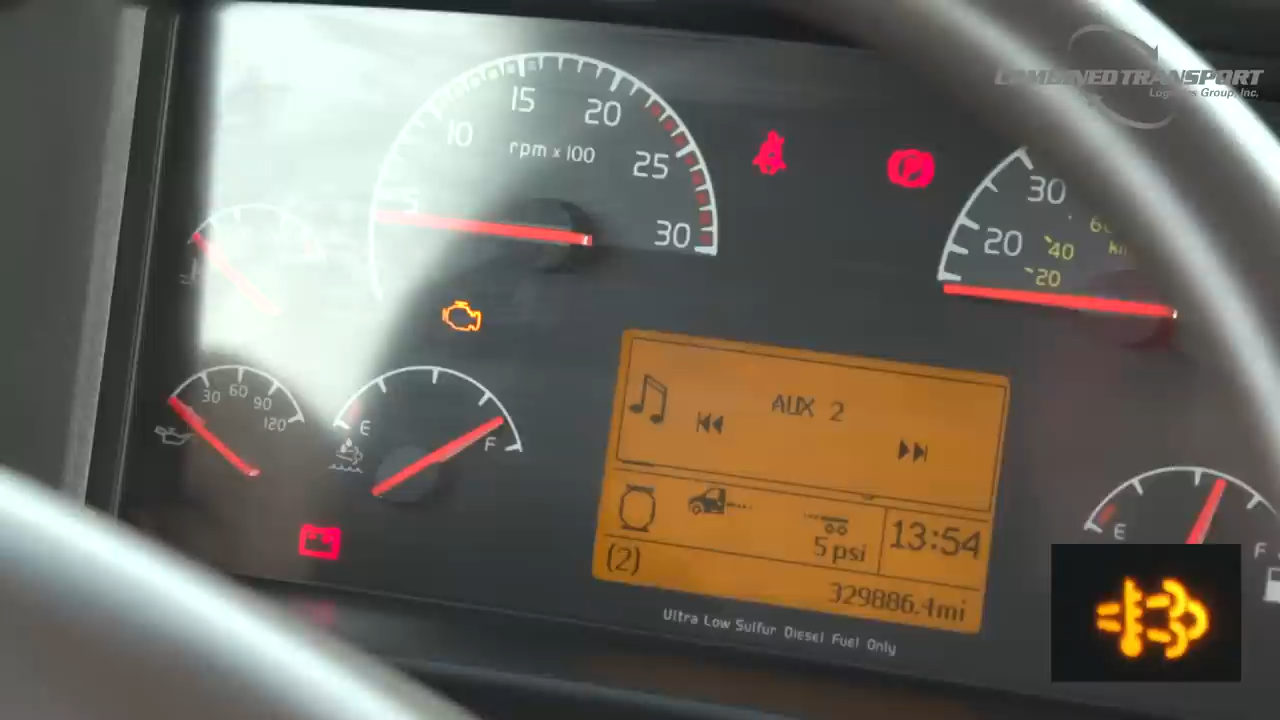 COMBINED TRANSPORT
Logistics Group, Inc.
10
15
20
25
30
rpm x 100
P
20
30
20
40
30
60
90
120
E
F
AUX 2
5 psi
13:54
(2)
329886.4mi
E
F
Ultra Low Sulfur Diesel Fuel Only